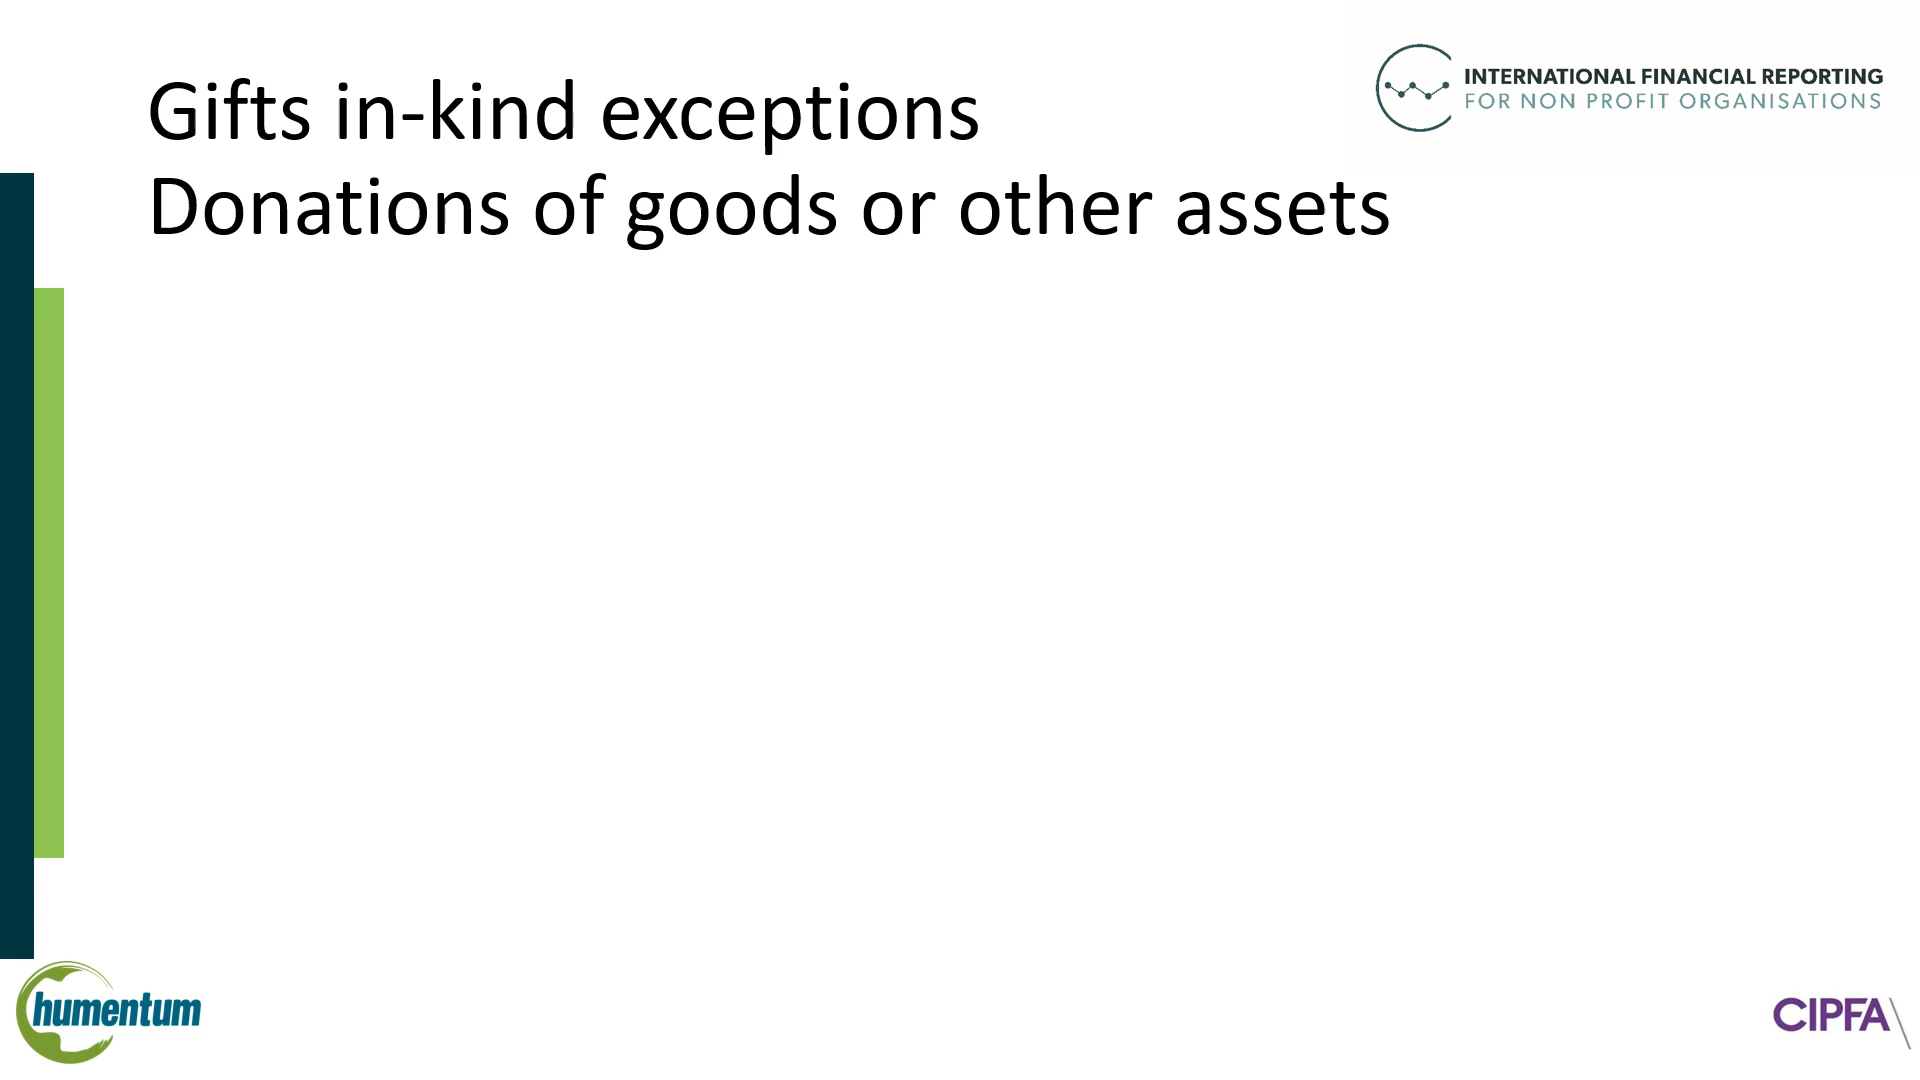 Gifts in-kind exceptions
Donations of goods or other assets
INTERNATIONAL FINANCIAL REPORTING
FOR NON PROFIT ORGANISATIONS
humentum
CIPFA